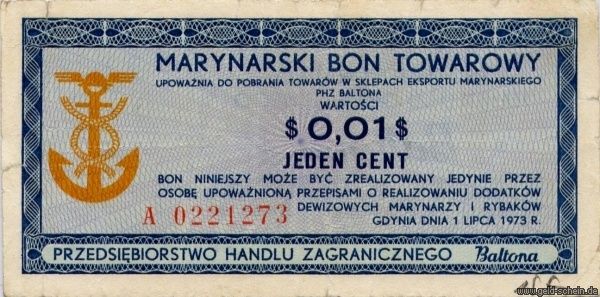 MARYNARSKI BON TOWAROWY
UPOWAŻNIA DO POBRANIA TOWARÓW W SKLEPACH EKSPORTU MARYNARSKIEGO
PHZ BALTONA
WARTOŚCI
$ 0,01 $
JEDEN CENT
BON NINIEJSZY MOŻE BYĆ ZREALIZOWANY JEDYNIE PRZEZ
OSOBĘ UPOWAŻNIONĄ PRZEPISAMI O REALIZOWANIU DODATKÓW
DEWIZOWYCH MARYNARZY I RYBAKÓW
A 0221273
GDYNIA DNIA 1 LIPCA 1973 R.
PRZEDSIĘBIORSTWO HANDLU ZAGRANICZNEGO Baltona
www.geld-schein.de